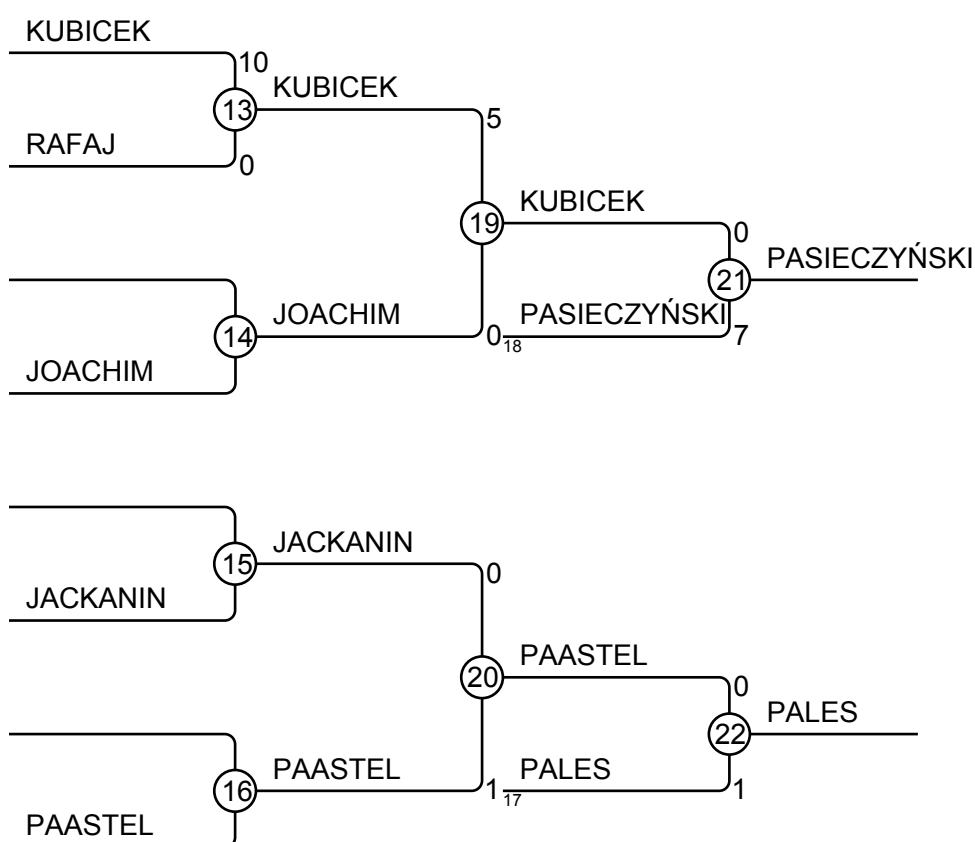 KUBICEK
10
13
KUBICEK
5
RAFAJ
0
19
KUBICEK
0
21
PASIECZYŃSKI
14
JOACHIM
0
18
PASIECZYŃSKI
7
JOACHIM
15
JACKANIN
0
JACKANIN
20
PAASTEL
0
22
PALES
16
PAASTEL
1
17
PALES
1
PAASTEL